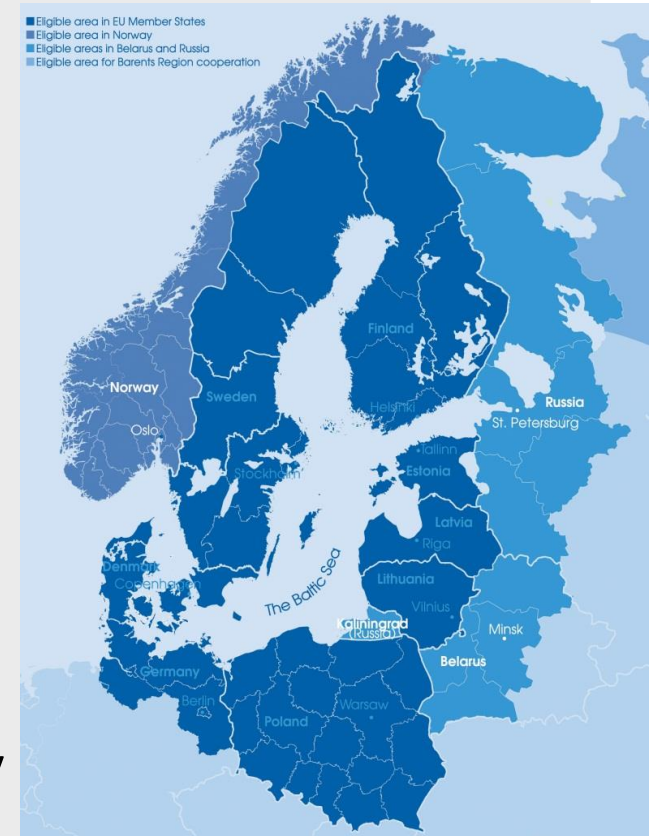 Eligible area in EU Member States
Eligible area in Norway
Eligible areas in Belarus and Russia
Eligible area for Barents Region cooperation
Finland
Norway
Sweden
Helsinki
Russia
Oslo
St. Petersburg
Tallinn
Stockholm
Estonia
Latvia
Denmark
Riga
Copenhagen
The Baltic Sea
Lithuania
Vilnius
Kaliningrad
(Russia)
Minsk
Belarus
Germany
Berlin
Warsaw
Poland